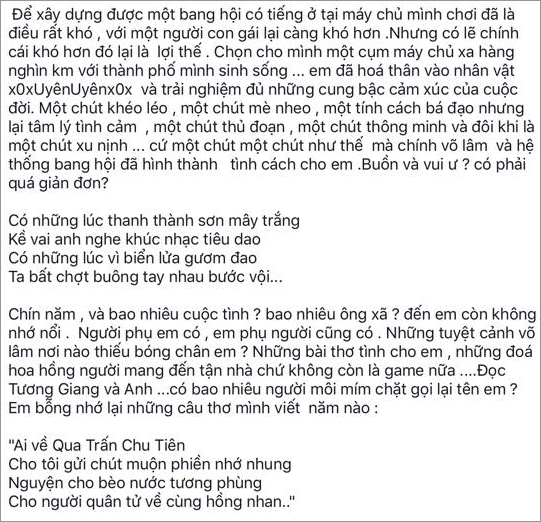 Để xây dựng được một bang hội có tiếng ở tại máy chủ mình chơi đã là
điều rất khó , với một người con gái lại càng khó hơn .Nhưng có lẽ chính
cái khó hơn đó lại là  lợi thế . Chọn cho mình một cụm máy chủ xa hàng
nghìn km với thành phố mình sinh sống ... em đã hoá thân vào nhân vật
x0xUyênUyênx0x  và trải nghiệm đủ những cung bậc cảm xúc của cuộc
đời. Một chút khéo léo , một chút mè nheo , một tính cách bá đạo nhưng
lại tâm lý tình cảm  , một chút thủ đoạn , một chút thông minh và đôi khi là
một chút xu nịnh ... cứ một chút một chút như thế  mà chính võ lâm  và hệ
thống bang hội đã hình thành   tình cách cho em .Buồn và vui ư ? có phải
quá giản đơn?
Có những lúc thanh thành sơn mây trắng
Kề vai anh nghe khúc nhạc tiêu dao
Có những lúc vì biển lửa gươm đao
Ta bất chợt buông tay nhau bước vội...
Chín năm , và bao nhiêu cuộc tình ? bao nhiêu ông xã ? đến em còn không
nhớ nổi .  Người phụ em có , em phụ người cũng có . Những tuyệt cảnh võ
lâm nơi nào thiếu bóng chân em ? Những bài thơ tình cho em , những đoá
hoa hồng người mang đến tận nhà chứ không còn là game nữa ....Đọc
Tương Giang và Anh ...có bao nhiêu người môi mím chặt gọi lại tên em ?
Em bỗng nhớ lại những câu thơ mình viết  năm nào :
"Ai về Qua Trấn Chu Tiên
Cho tôi gửi chút muộn phiền nhớ nhung
Nguyện cho bèo nước tương phùng
Cho người quân tử về cùng hồng nhan.."